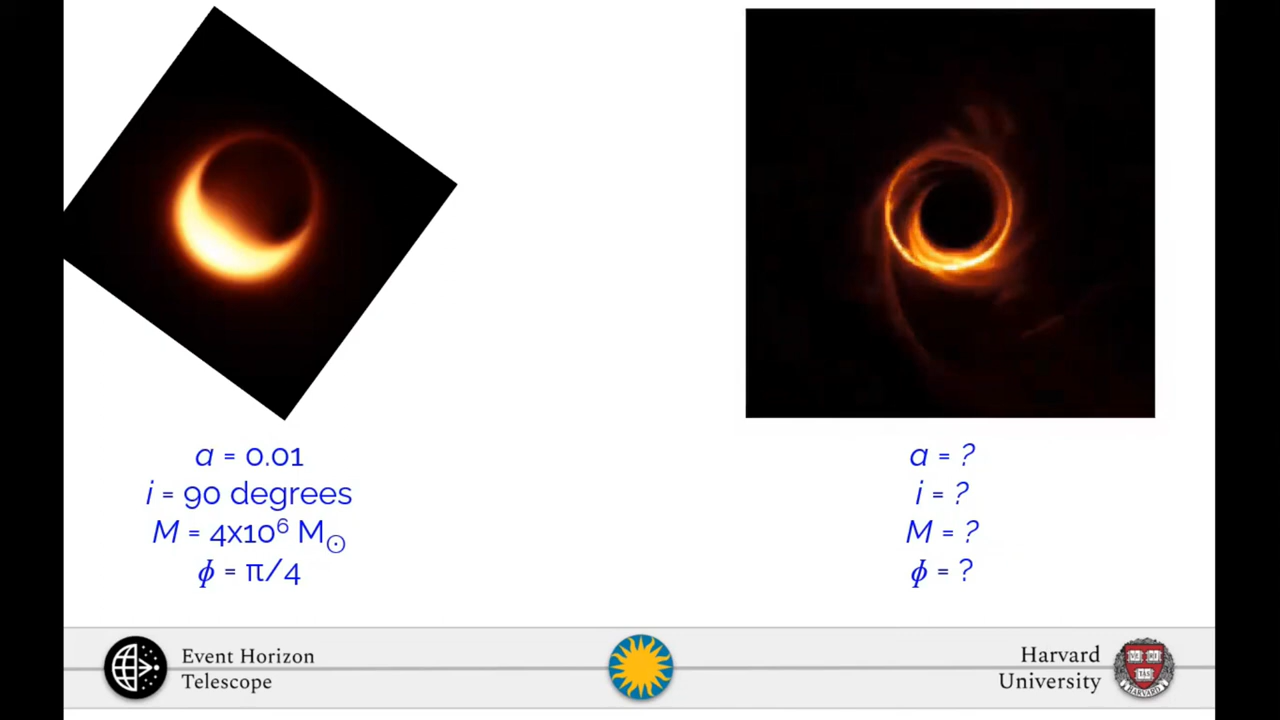 a = 0.01
i = 90 degrees
M = 4x10⁶ M☉
ϕ = π/4
a = ?
i = ?
M = ?
ϕ = ?
Event Horizon
Telescope
Harvard
University